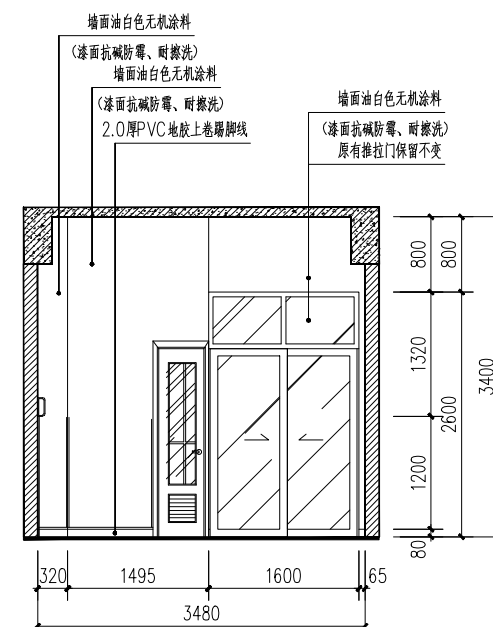 墙面油白色无机涂料
(漆面抗碱防霉、耐擦洗)
墙面油白色无机涂料
(漆面抗碱防霉、耐擦洗)
2.0厚PVC地胶上卷踢脚线
墙面油白色无机涂料
(漆面抗碱防霉、耐擦洗)
原有推拉门保留不变
800
800
1320
2600
3400
1200
80
320
1495
1600
65
3480